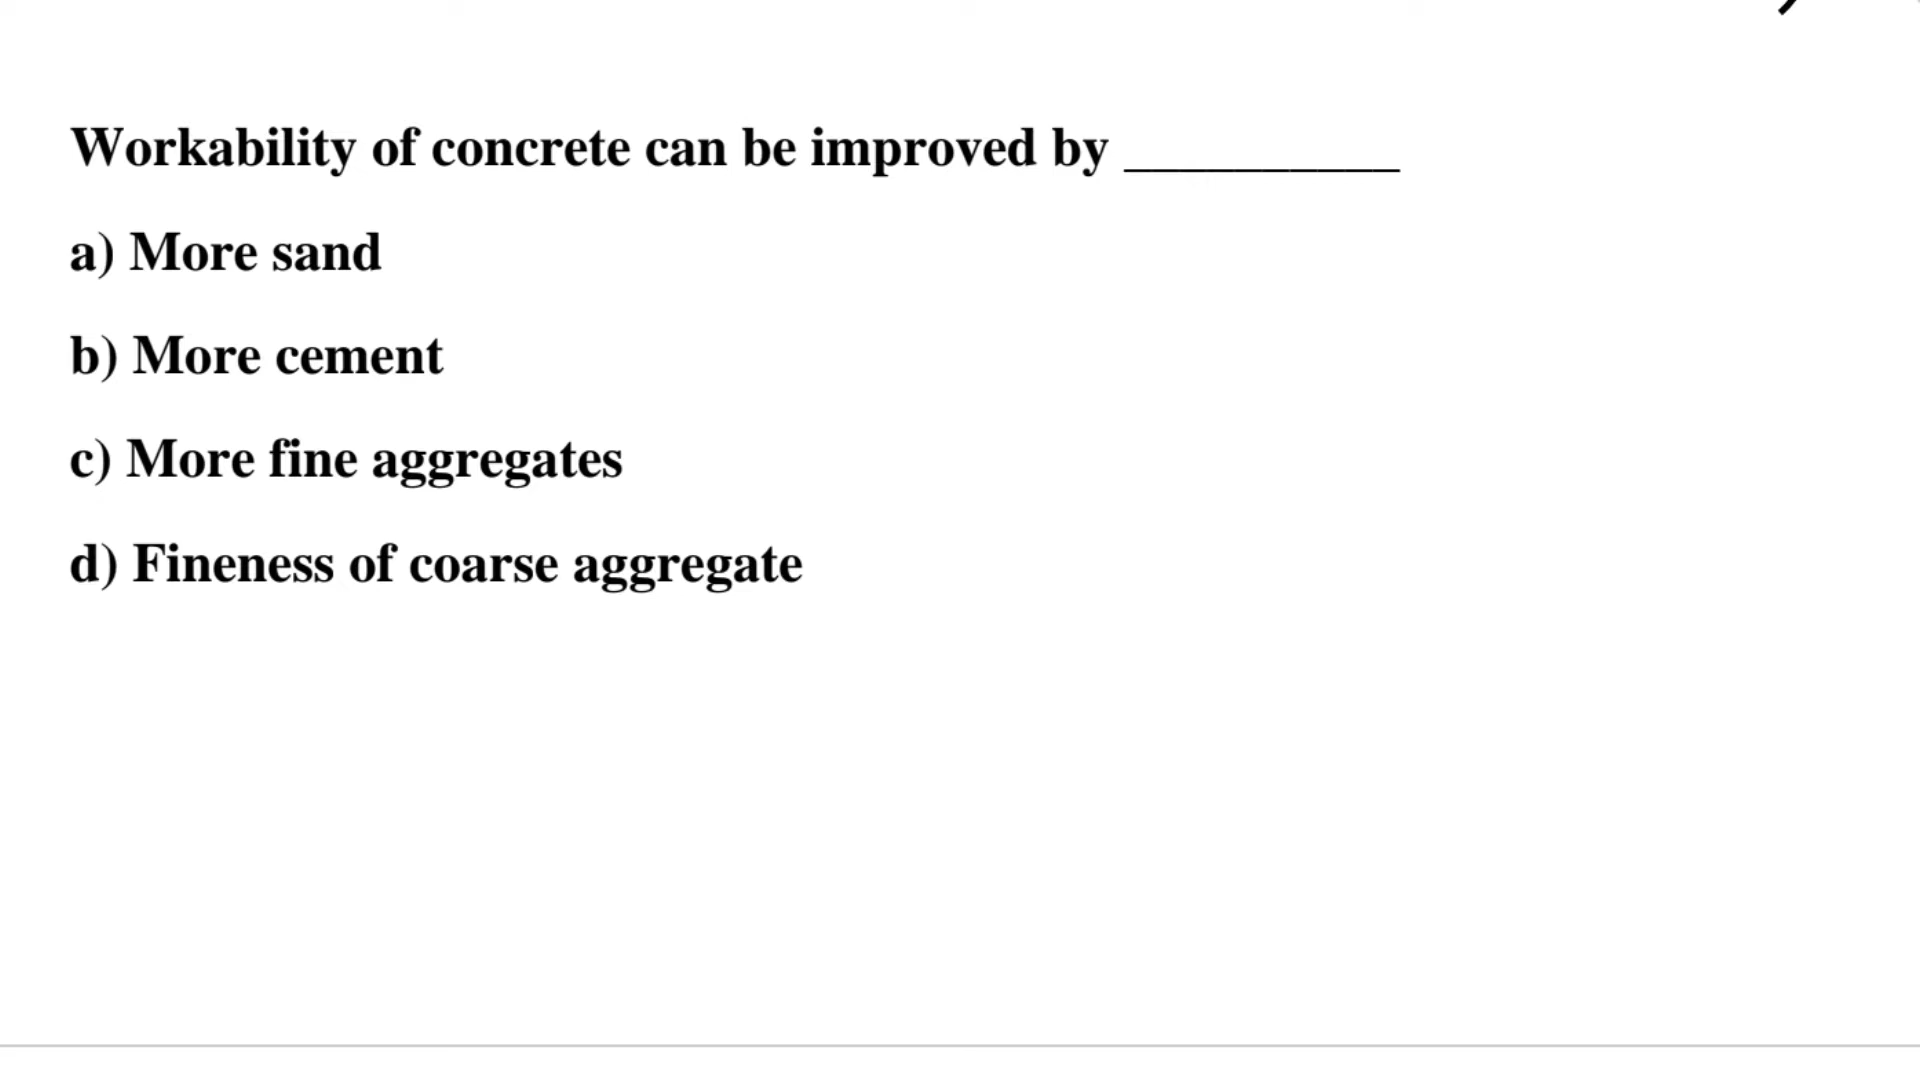 Workability of concrete can be improved by __________
a) More sand
b) More cement
c) More fine aggregates
d) Fineness of coarse aggregate